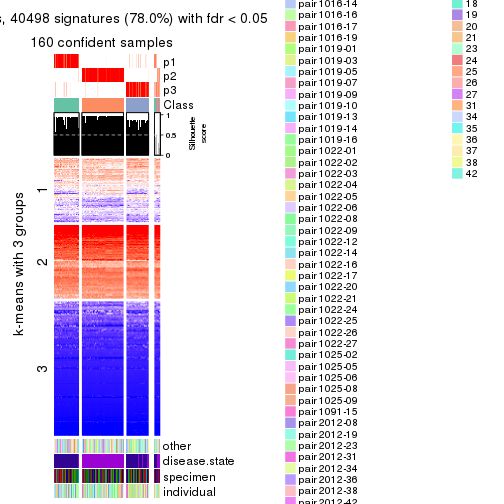 s, 40498 signatures (78.0%) with fdr < 0.05
160 confident samples
p1
p2
p3
Class
1
0.5
0
Silhouette
score
k-means with 3 groups
1
2
3
other
disease.state
specimen
individual
pair1016-14
pair1016-16
pair1016-17
pair1016-19
pair1019-01
pair1019-03
pair1019-05
pair1019-07
pair1019-09
pair1019-10
pair1019-13
pair1019-14
pair1019-16
pair1022-01
pair1022-02
pair1022-03
pair1022-04
pair1022-05
pair1022-06
pair1022-08
pair1022-09
pair1022-12
pair1022-14
pair1022-16
pair1022-17
pair1022-20
pair1022-21
pair1022-24
pair1022-25
pair1022-26
pair1022-27
pair1025-02
pair1025-05
pair1025-06
pair1025-08
pair1025-09
pair1091-15
pair2012-08
pair2012-19
pair2012-23
pair2012-31
pair2012-34
pair2012-36
pair2012-38
pair2012-42
18
19
20
21
23
24
25
26
27
31
34
35
36
37
38
42